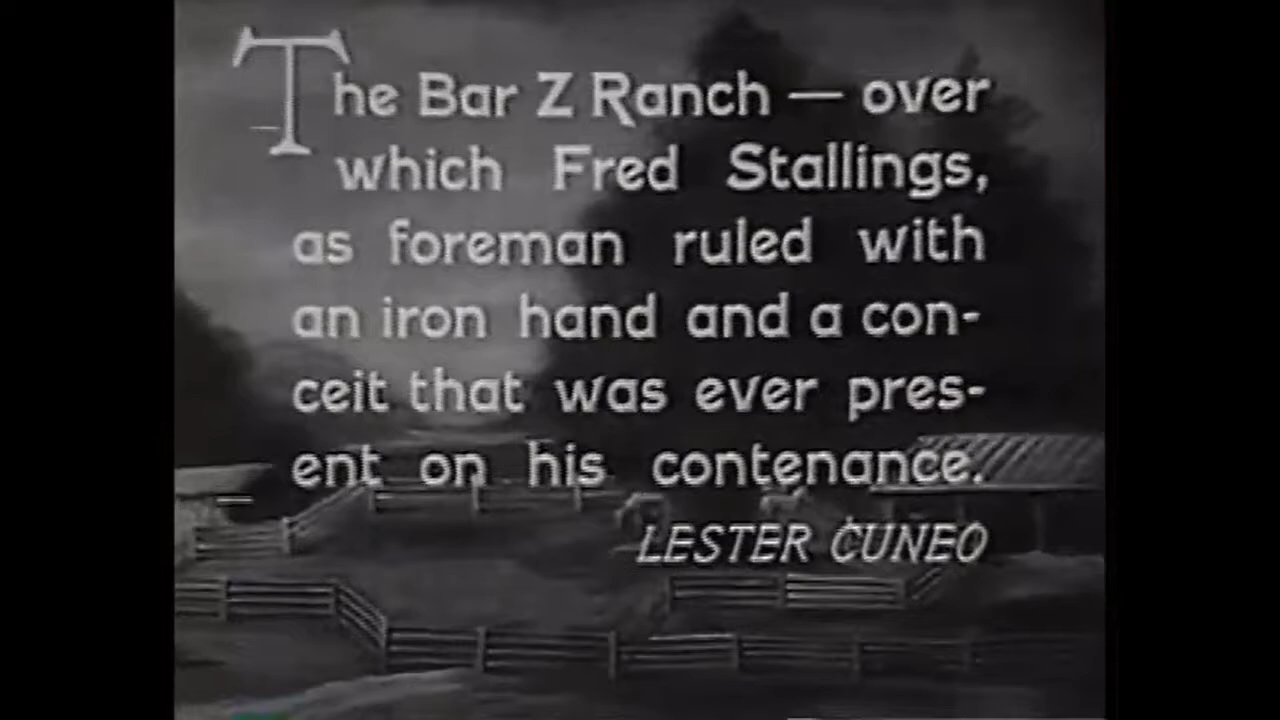 The Bar Z Ranch — over
which Fred Stallings,
as foreman ruled with
an iron hand and a con-
ceit that was ever pres-
ent on his contenance.
LESTER CUNEO